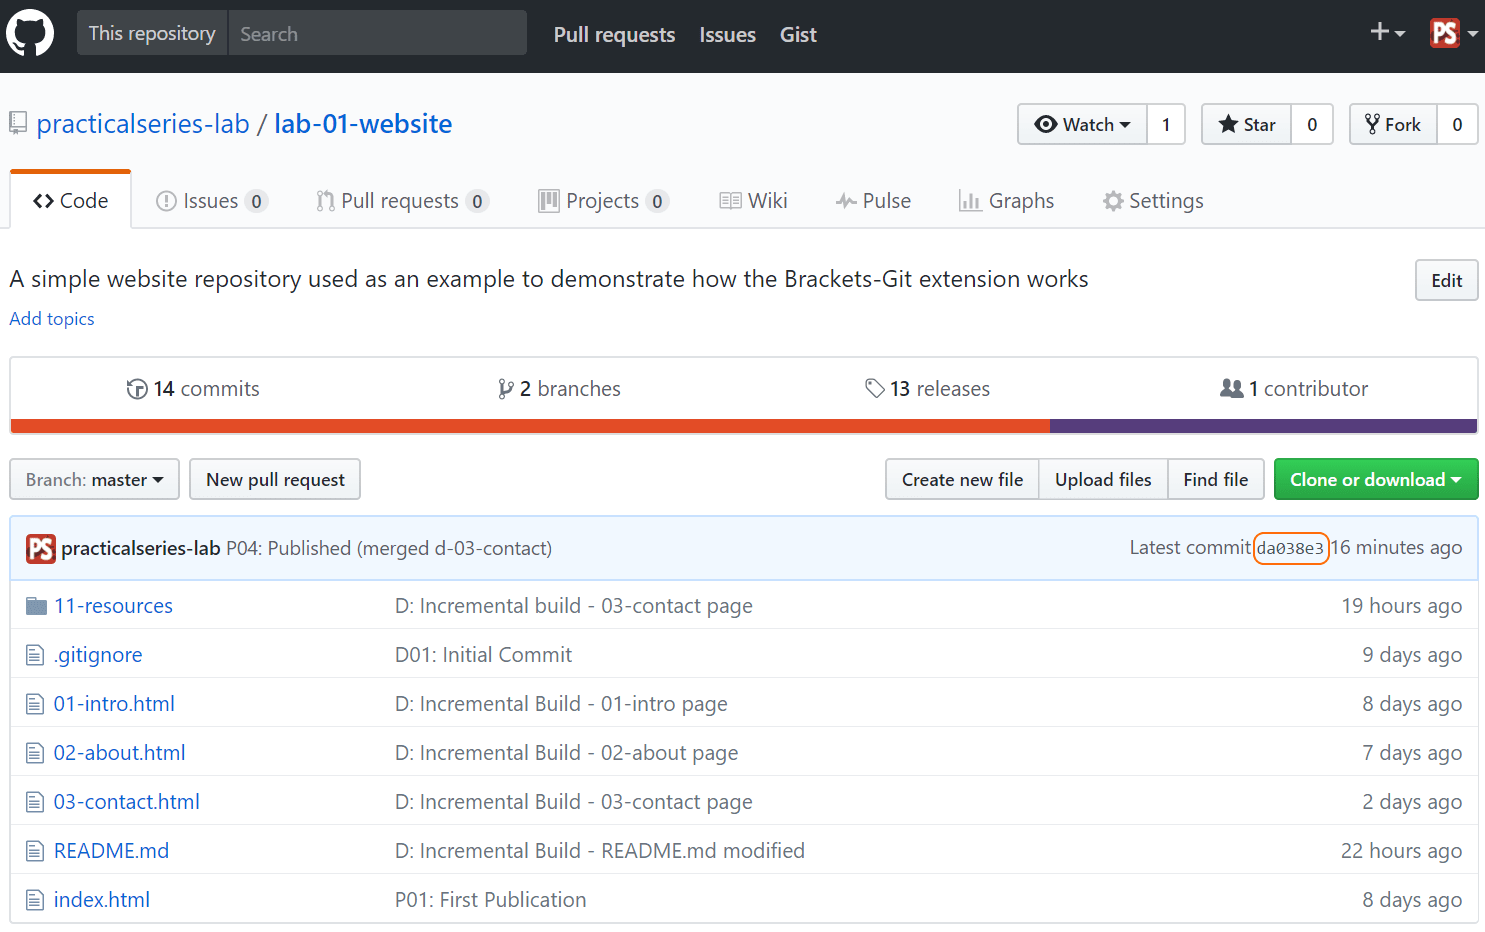 This repository Search Pull requests Issues Gist PS
practicalseries-lab / lab-01-website Watch 1 Star 0 Fork 0
Code Issues 0 Pull requests 0 Projects 0 Wiki Pulse Graphs Settings
A simple website repository used as an example to demonstrate how the Brackets-Git extension works Edit
Add topics
14 commits 2 branches 13 releases 1 contributor
Branch: master New pull request Create new file Upload files Find file Clone or download
PS practicalseries-lab P04: Published (merged d-03-contact) Latest commit da038e3 16 minutes ago
11-resources D: Incremental build - 03-contact page 19 hours ago
.gitignore D01: Initial Commit 9 days ago
01-intro.html D: Incremental Build - 01-intro page 8 days ago
02-about.html D: Incremental Build - 02-about page 7 days ago
03-contact.html D: Incremental Build - 03-contact page 2 days ago
README.md D: Incremental Build - README.md modified 22 hours ago
index.html P01: First Publication 8 days ago